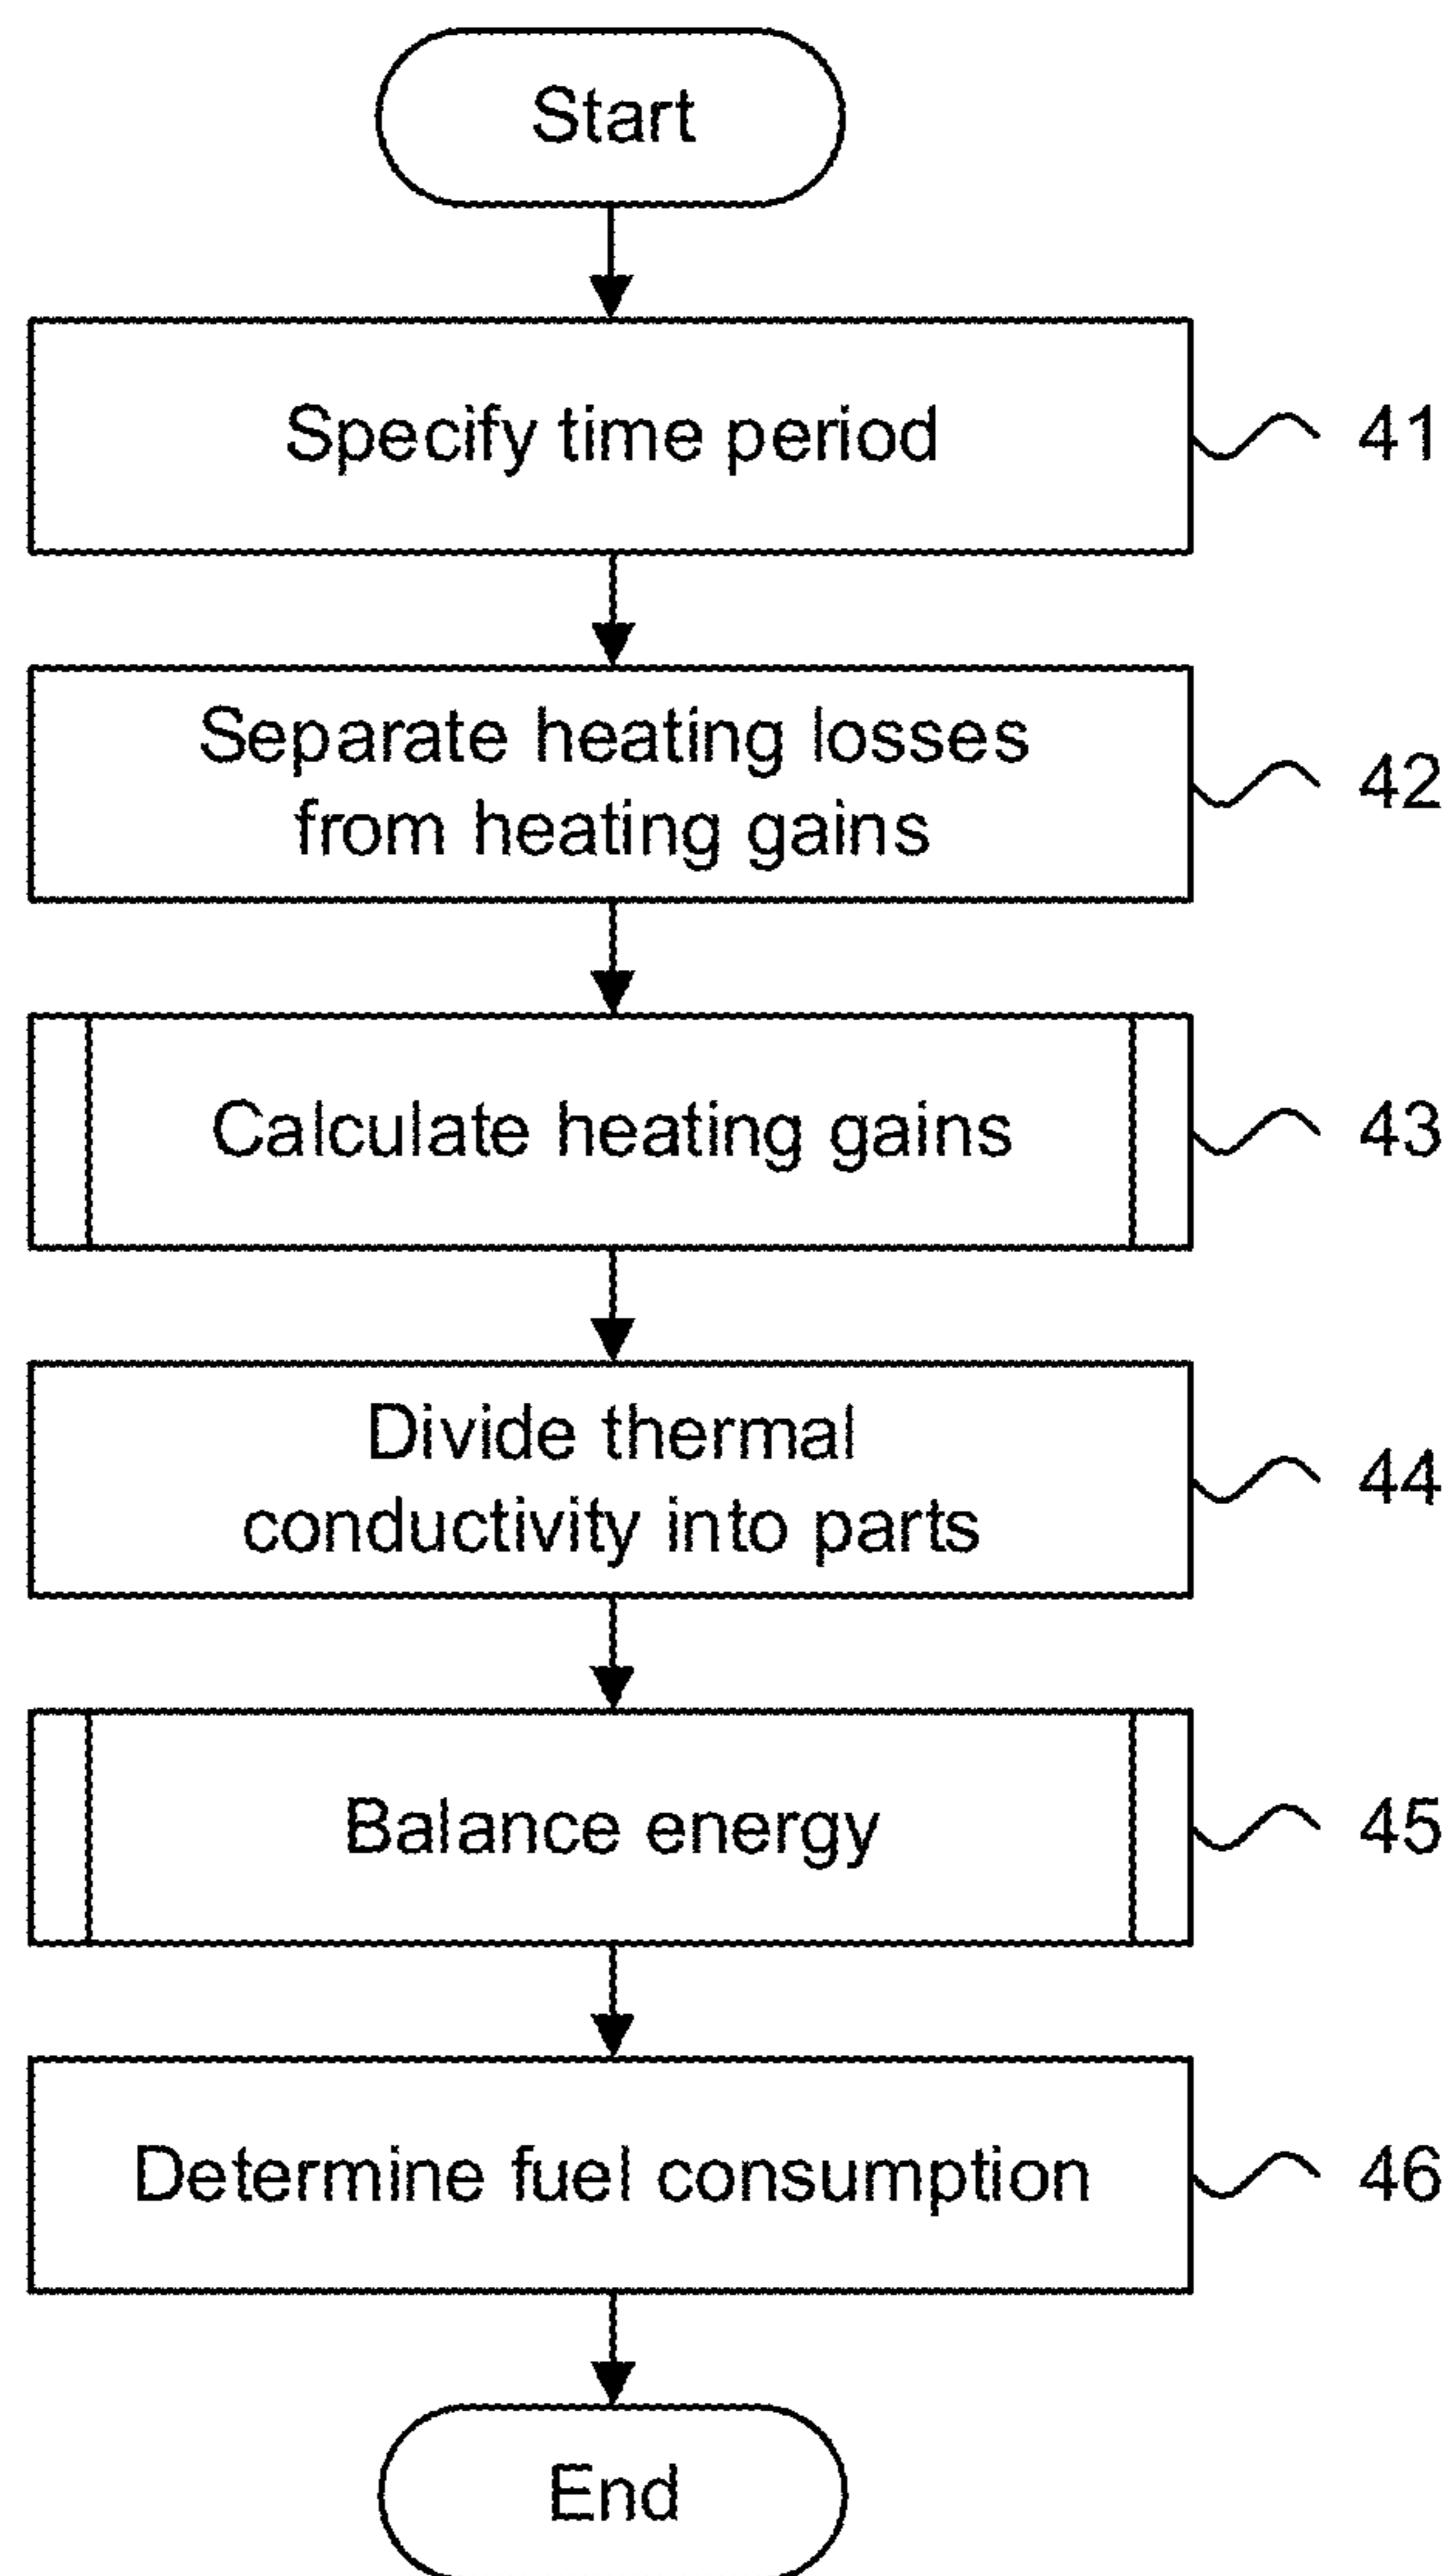 Start
Specify time period
41
Separate heating losses
from heating gains
42
Calculate heating gains
43
Divide thermal
conductivity into parts
44
Balance energy
45
Determine fuel consumption
46
End